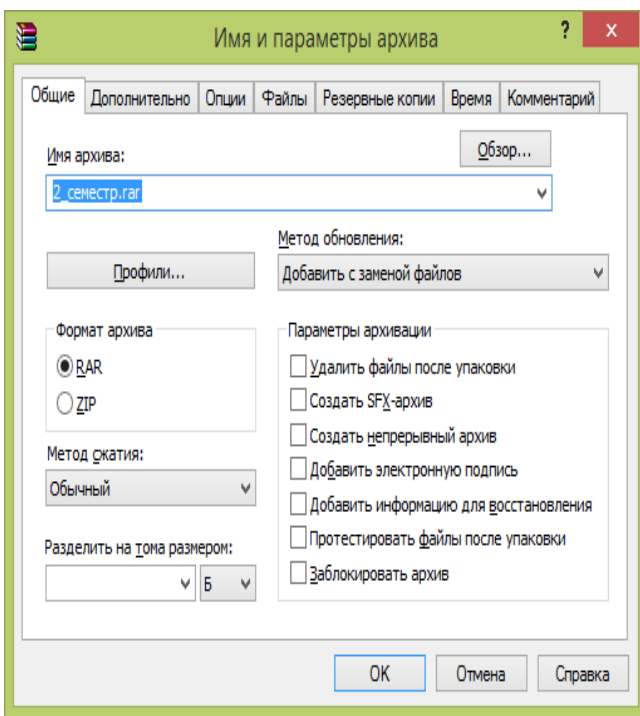 Имя и параметры архива ? x
Общие Дополнительно Опции Файлы Резервные копии Время Комментарий
Имя архива:
Обзор...
2_семестр.rar
Метод обновления:
Профили...
Добавить с заменой файлов
Формат архива
RAR
ZIP
Метод сжатия:
Обычный
Разделить на тома размером:
Б
Параметры архивации
Удалить файлы после упаковки
Создать SFX-архив
Создать непрерывный архив
Добавить электронную подпись
Добавить информацию для восстановления
Протестировать файлы после упаковки
Заблокировать архив
OK Отмена Справка